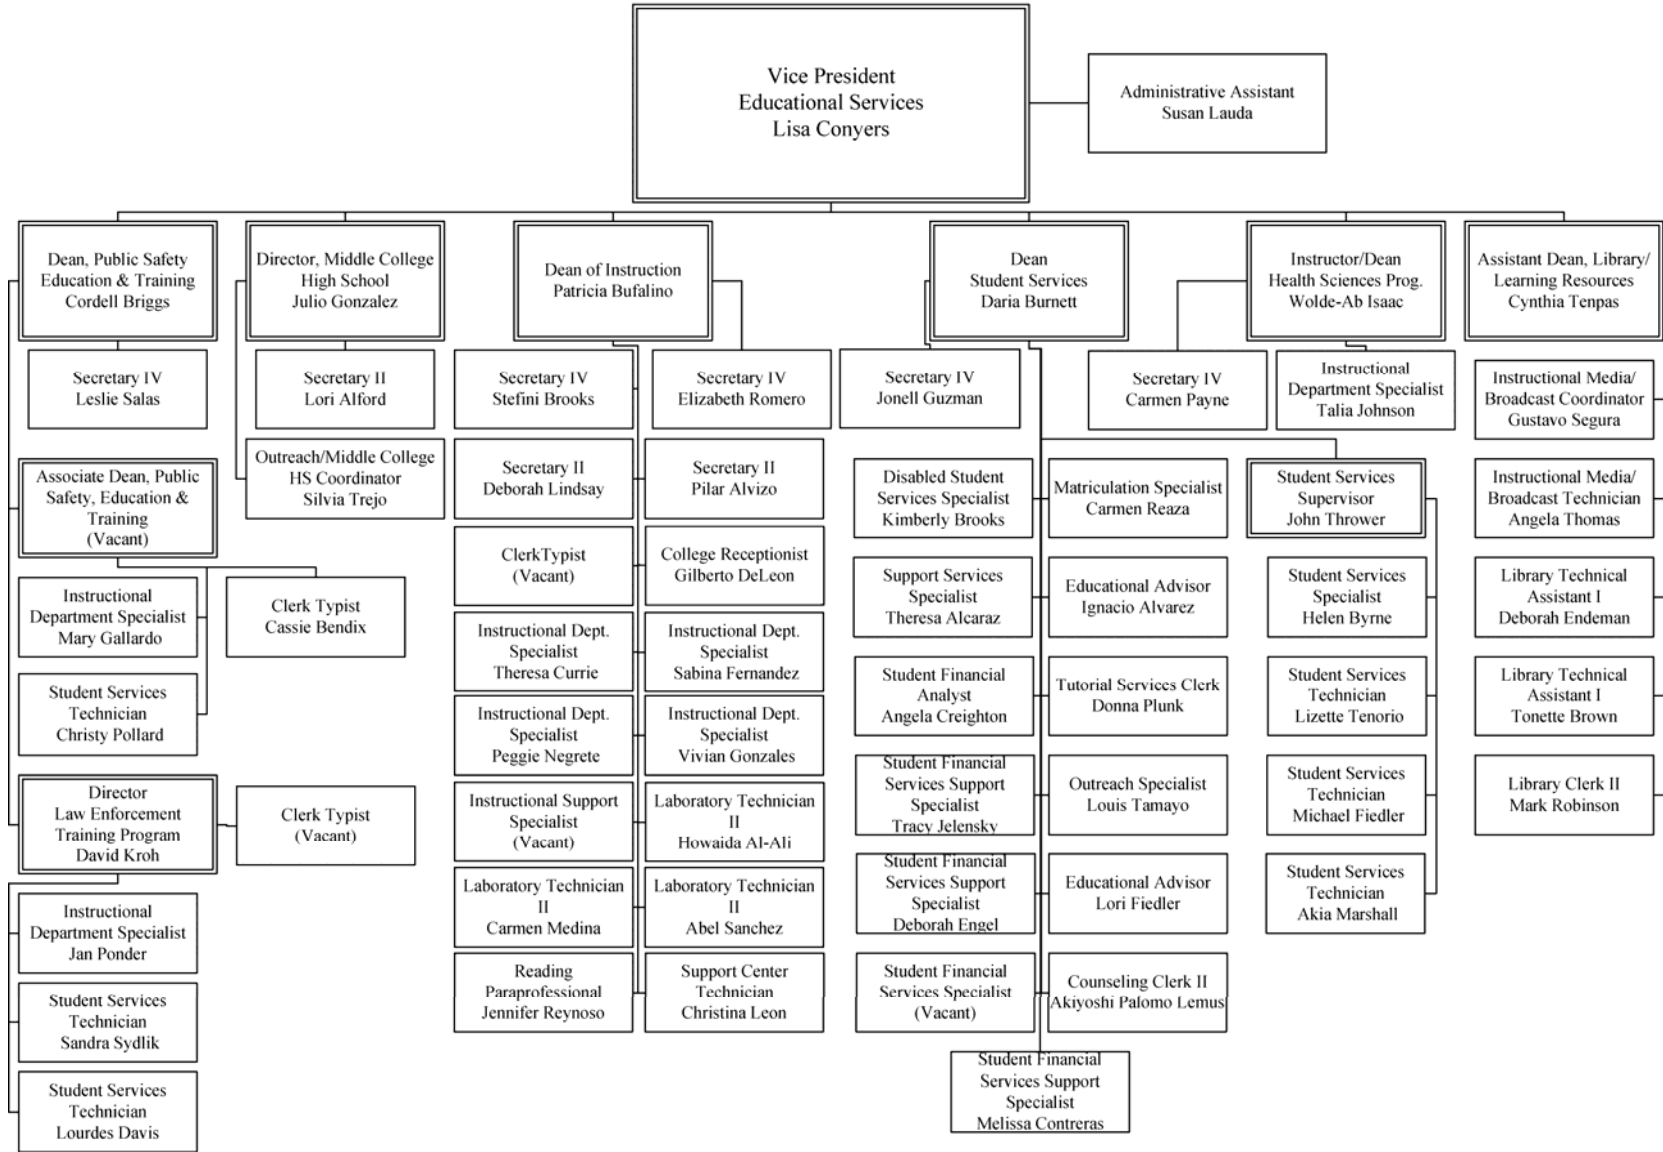 Vice President
Educational Services
Lisa Conyers
Administrative Assistant
Susan Lauda
Dean, Public Safety
Education & Training
Cordell Briggs
Director, Middle College
High School
Julio Gonzalez
Dean of Instruction
Patricia Bufalino
Dean
Student Services
Daria Burnett
Instructor/Dean
Health Sciences Prog.
Wolde-Ab Isaac
Assistant Dean, Library/
Learning Resources
Cynthia Tenpas
Secretary IV
Leslie Salas
Secretary II
Lori Alford
Secretary IV
Stefini Brooks
Secretary IV
Elizabeth Romero
Secretary IV
Jonell Guzman
Secretary IV
Carmen Payne
Instructional
Department Specialist
Talia Johnson
Instructional Media/
Broadcast Coordinator
Gustavo Segura
Associate Dean, Public
Safety, Education &
Training
(Vacant)
Outreach/Middle College
HS Coordinator
Silvia Trejo
Secretary II
Deborah Lindsay
Secretary II
Pilar Alvizo
Disabled Student
Services Specialist
Kimberly Brooks
Matriculation Specialist
Carmen Reaza
Student Services
Supervisor
John Thrower
Instructional Media/
Broadcast Technician
Angela Thomas
Instructional
Department Specialist
Mary Gallardo
Clerk Typist
Cassie Bendix
ClerkTypist
(Vacant)
College Receptionist
Gilberto DeLeon
Support Services
Specialist
Theresa Alcaraz
Educational Advisor
Ignacio Alvarez
Student Services
Specialist
Helen Byrne
Library Technical
Assistant I
Deborah Endeman
Student Services
Technician
Christy Pollard
Instructional Dept.
Specialist
Theresa Currie
Instructional Dept.
Specialist
Sabina Fernandez
Student Financial
Analyst
Angela Creighton
Tutorial Services Clerk
Donna Plunk
Student Services
Technician
Lizette Tenorio
Library Technical
Assistant I
Tonette Brown
Instructional Dept.
Specialist
Peggie Negrete
Instructional Dept.
Specialist
Vivian Gonzales
Director
Law Enforcement
Training Program
David Kroh
Clerk Typist
(Vacant)
Instructional Support
Specialist
(Vacant)
Laboratory Technician
II
Howaida Al-Ali
Student Financial
Services Support
Specialist
Tracy Jelensky
Outreach Specialist
Louis Tamayo
Student Services
Technician
Michael Fiedler
Library Clerk II
Mark Robinson
Instructional
Department Specialist
Jan Ponder
Laboratory Technician
II
Carmen Medina
Laboratory Technician
II
Abel Sanchez
Student Financial
Services Support
Specialist
Deborah Engel
Educational Advisor
Lori Fiedler
Student Services
Technician
Akia Marshall
Student Services
Technician
Sandra Sydlik
Reading
Paraprofessional
Jennifer Reynoso
Support Center
Technician
Christina Leon
Student Financial
Services Specialist
(Vacant)
Counseling Clerk II
Akiyoshi Palomo Lemus
Student Services
Technician
Lourdes Davis
Student Financial
Services Support
Specialist
Melissa Contreras